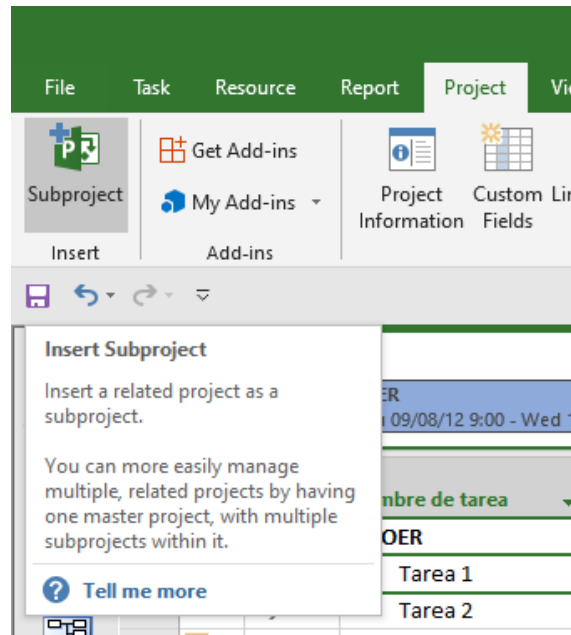 File Task Resource Report Project
Subproject
Get Add-ins
My Add-ins
Project Information
Custom Fields
Insert
Add-ins
Insert Subproject
Insert a related project as a
subproject.
You can more easily manage
multiple, related projects by having
one master project, with multiple
subprojects within it.
Tell me more
09/08/12 9:00 - Wed
de tarea
Tarea 1
Tarea 2